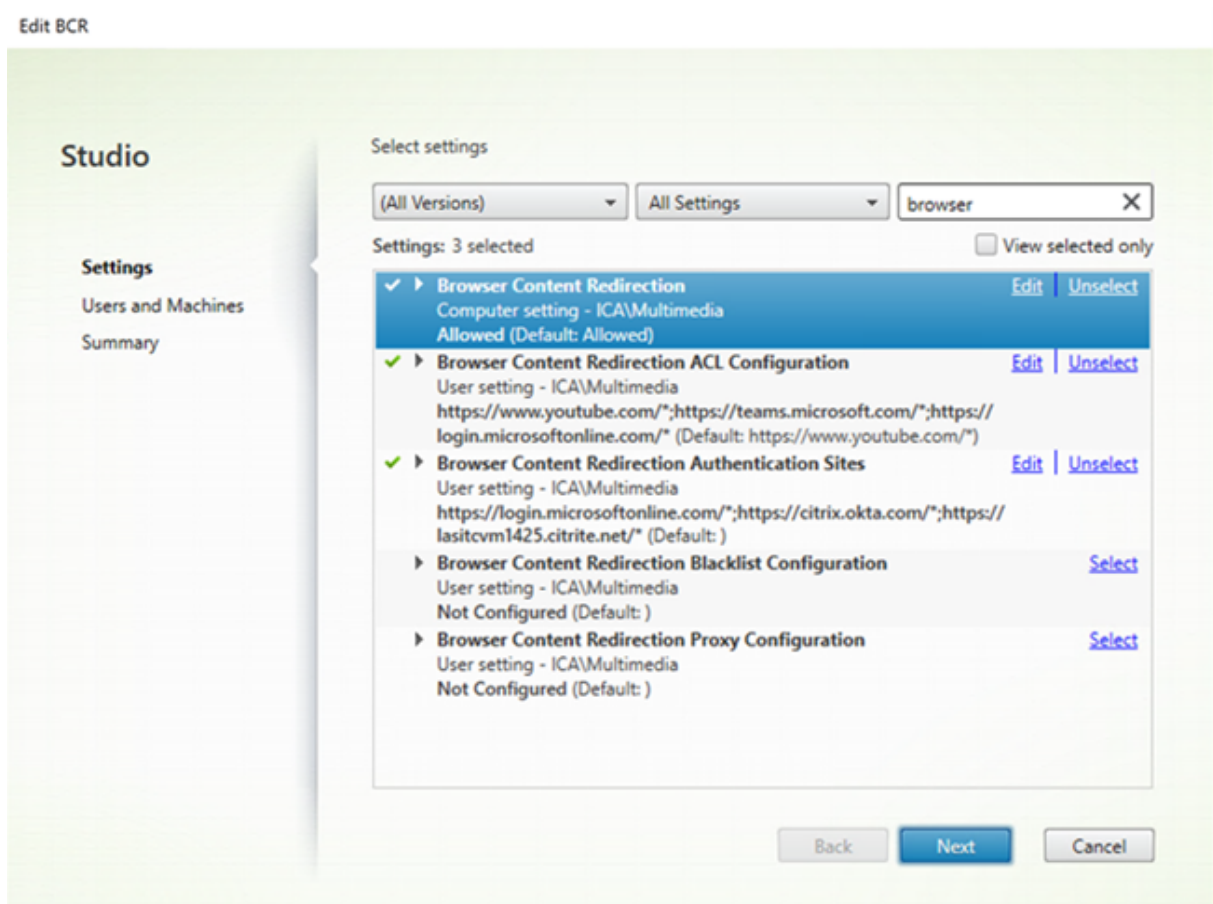 Edit BCR
Studio
Settings
Users and Machines
Summary
Select settings
(All Versions) All Settings browser
Settings: 3 selected View selected only
Browser Content Redirection Edit Unselect
Computer setting - ICA\Multimedia
Allowed (Default: Allowed)
Browser Content Redirection ACL Configuration Edit Unselect
User setting - ICA\Multimedia
https://www.youtube.com/*;https://teams.microsoft.com/*;https://
login.microsoftonline.com/* (Default: https://www.youtube.com/*)
Browser Content Redirection Authentication Sites Edit Unselect
User setting - ICA\Multimedia
https://login.microsoftonline.com/*;https://citrix.okta.com/*;https://
lasitcvm1425.citrite.net/* (Default: )
Browser Content Redirection Blacklist Configuration Select
User setting - ICA\Multimedia
Not Configured (Default: )
Browser Content Redirection Proxy Configuration Select
User setting - ICA\Multimedia
Not Configured (Default: )
Back Next Cancel